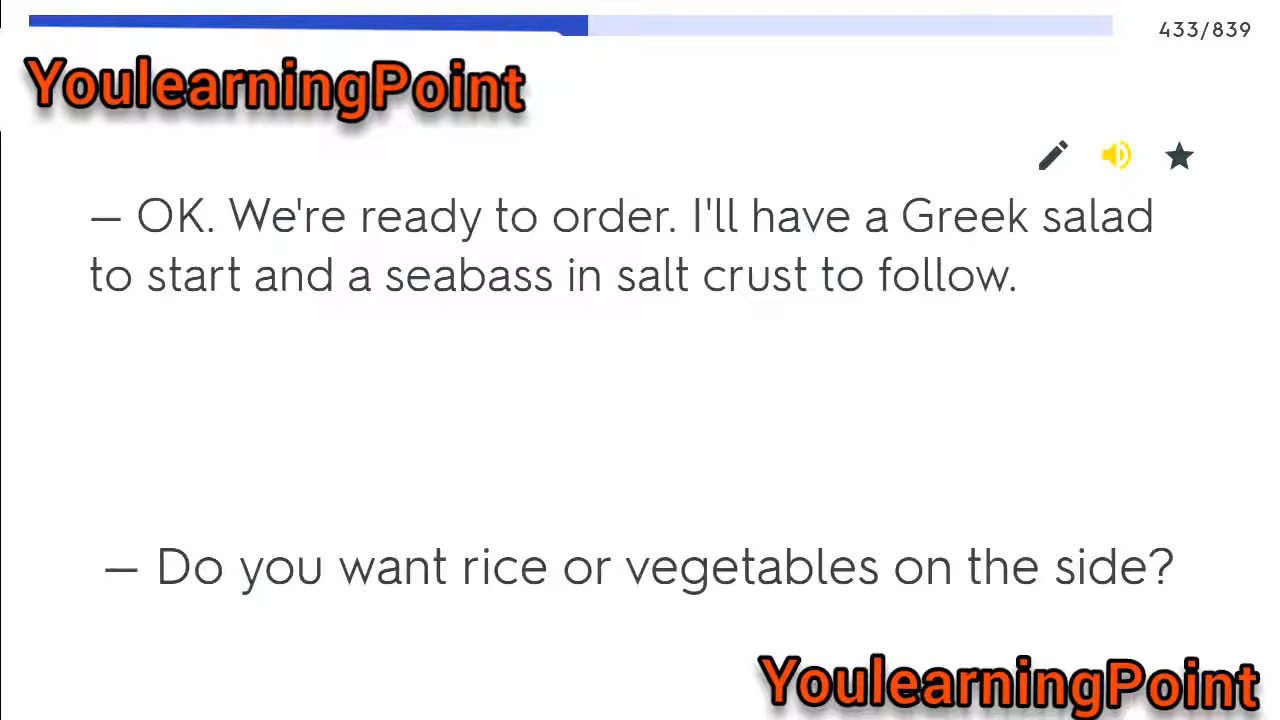 433/839
YoulearningPoint
— OK. We're ready to order. I'll have a Greek salad
to start and a seabass in salt crust to follow.
— Do you want rice or vegetables on the side?
YoulearningPoint